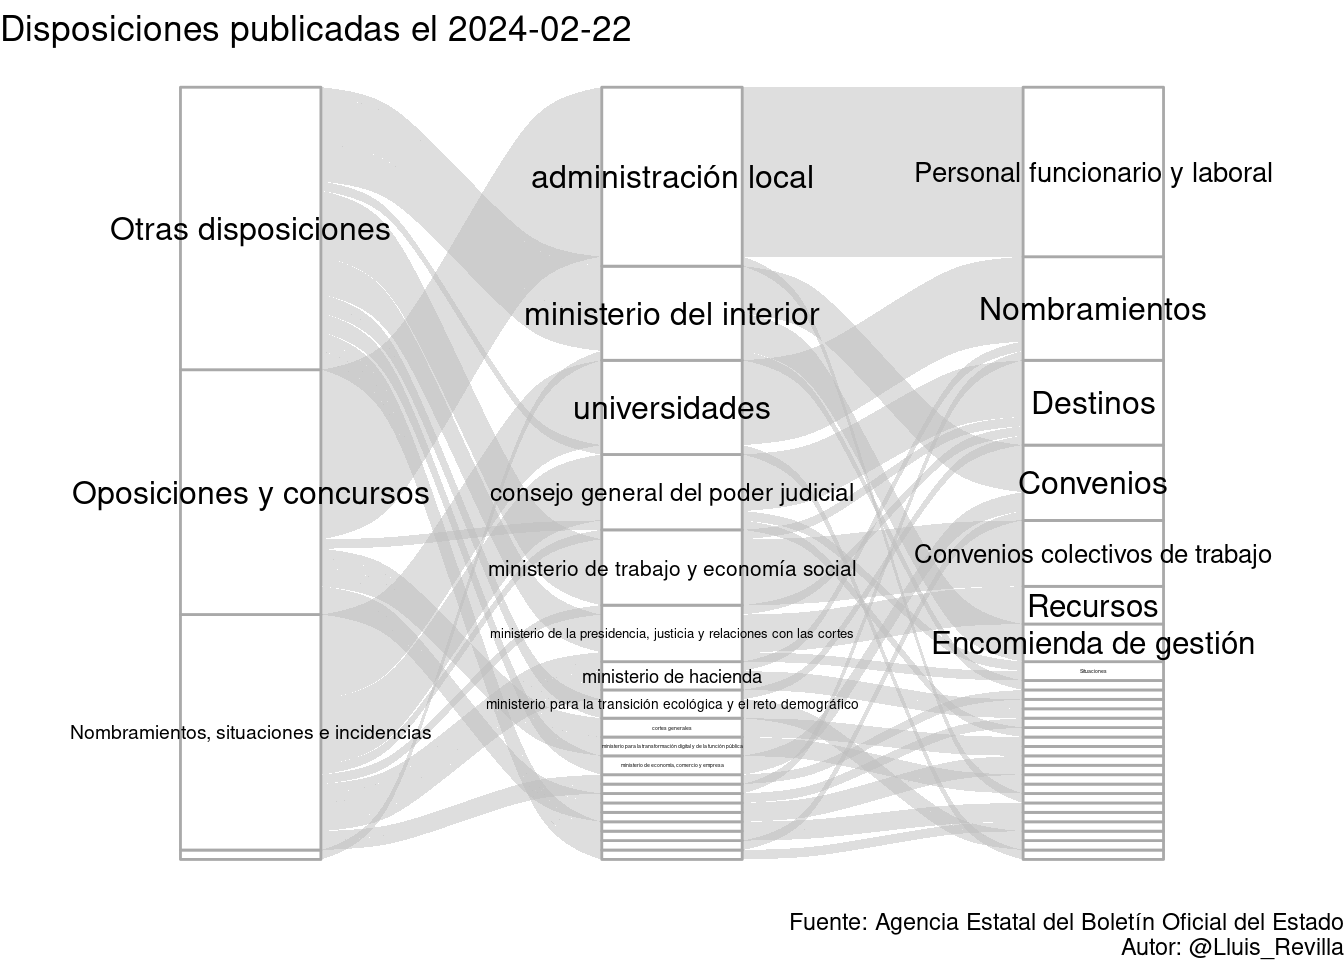 Disposiciones publicadas el 2024-02-22
Otras disposiciones
Oposiciones y concursos
Nombramientos, situaciones e incidencias
administración local
ministerio del interior
universidades
consejo general del poder judicial
ministerio de trabajo y economía social
ministerio de la presidencia, justicia y relaciones con las cortes
ministerio de hacienda
ministerio para la transición ecológica y el reto demográfico
cortes generales
ministerio para la transformación digital y de la función pública
ministerio de economía, comercio y empresa
Personal funcionario y laboral
Nombramientos
Destinos
Convenios
Convenios colectivos de trabajo
Recursos
Encomienda de gestión
Situaciones
Fuente: Agencia Estatal del Boletín Oficial del Estado
Autor: @Lluis_Revilla